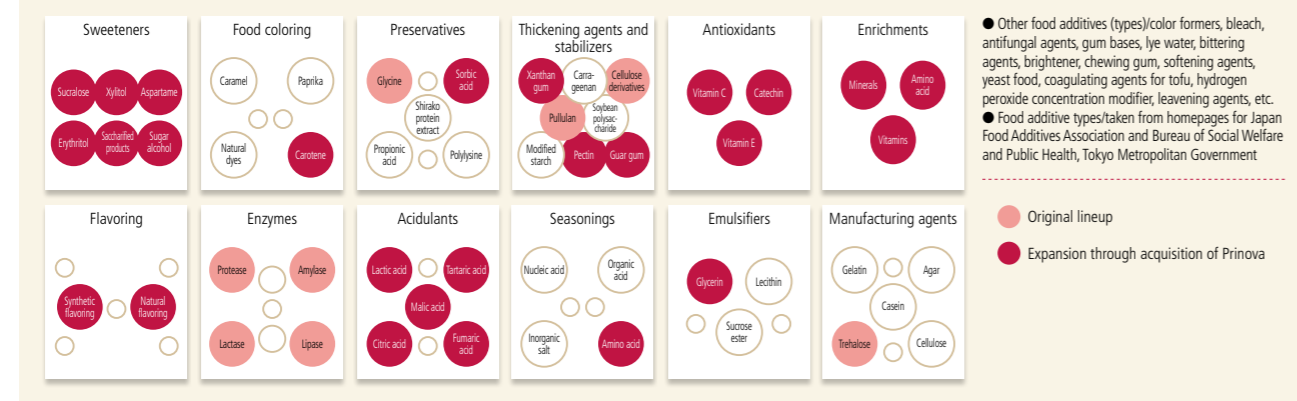 Sweeteners
Sucralose
Xylitol
Aspartame
Erythritol
Saccharified
products
Sugar
alcohol
Food coloring
Caramel
Paprika
Natural
dyes
Carotene
Preservatives
Glycine
Sorbic
acid
Shirako
protein
extract
Propionic
acid
Polylysine
Thickening agents and
stabilizers
Xanthan
gum
Carra-
geenan
Cellulose
derivatives
Pullulan
Soybean
polysac-
charide
Modified
starch
Pectin
Guar gum
Antioxidants
Vitamin C
Catechin
Vitamin E
Enrichments
Minerals
Amino
acid
Vitamins
● Other food additives (types)/color formers, bleach,
antifungal agents, gum bases, lye water, bittering
agents, brightener, chewing gum, softening agents,
yeast food, coagulating agents for tofu, hydrogen
peroxide concentration modifier, leavening agents, etc.
● Food additive types/taken from homepages for Japan
Food Additives Association and Bureau of Social Welfare
and Public Health, Tokyo Metropolitan Government
Flavoring
Synthetic
flavoring
Natural
flavoring
Enzymes
Protease
Amylase
Lactase
Lipase
Acidulants
Lactic acid
Tartaric acid
Malic acid
Citric acid
Fumaric
acid
Seasonings
Nucleic acid
Organic
acid
Inorganic
salt
Amino acid
Emulsifiers
Glycerin
Lecithin
Sucrose
ester
Manufacturing agents
Gelatin
Agar
Casein
Trehalose
Cellulose
Original lineup
Expansion through acquisition of Prinova